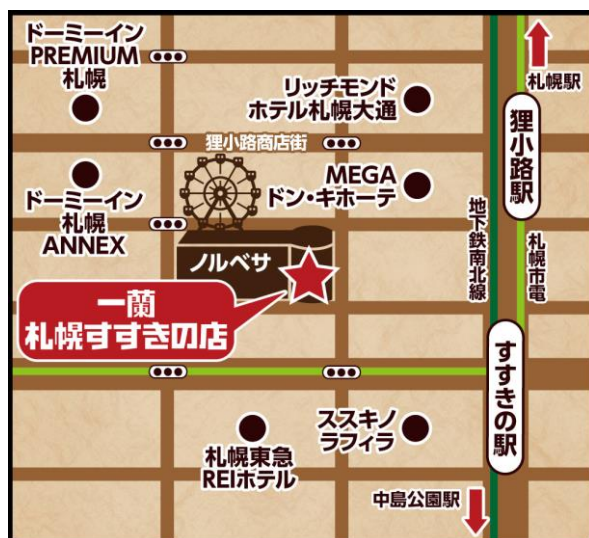 ドーミーイン
PREMIUM
札幌
リッチモンド
ホテル札幌大通
札幌駅
狸小路商店街
狸小路駅
ドーミーイン
札幌
ANNEX
MEGA
ドン・キホーテ
地下鉄南北線
札幌市電
ノルベサ
一蘭
札幌すすきの店
すすきの駅
札幌東急
REIホテル
ススキノ
ラフィラ
中島公園駅